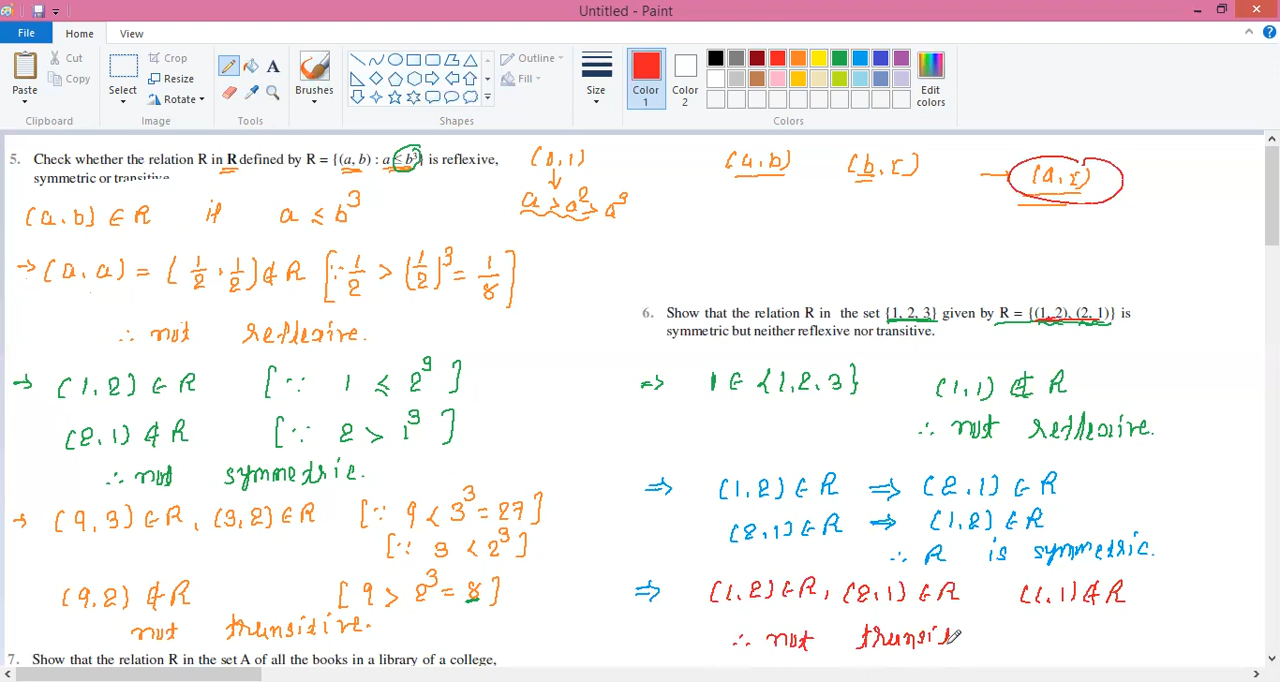 Untitled - Paint
File Home View
Paste Cut Copy Clipboard
Select Crop Resize Rotate Image
Tools
Brushes
Outline Fill Shapes
Size
Color 1 Color 2 Edit colors Colors
5. Check whether the relation R in R defined by R = {(a, b) : a ≤ b³} is reflexive,
symmetric or transitive.
(a.b) ∈ R if a ≤ b³
→ (a.a) = (1/2 , 1/2) ∉ R [∵ 1/2 > (1/2)³ = 1/8]
∴ not reflexive.
→ (1,2) ∈ R [∵ 1 ≤ 2³]
(2,1) ∉ R [∵ 2 > 1³]
∴ not symmetric.
→ (9,3) ∈ R, (3,2) ∈ R [∵ 9 < 3³ = 27]
[∵ 3 < 2³]
(9,2) ∉ R [9 > 2³ = 8]
not transitive.
7. Show that the relation R in the set A of all the books in a library of a college,
(0,1)
↓
a > a² > a³
(a,b) (b,c) → (a,c)
6. Show that the relation R in the set {1, 2, 3} given by R = {(1, 2), (2, 1)} is
symmetric but neither reflexive nor transitive.
⇒ 1 ∈ {1,2,3} (1,1) ∉ R
∴ not reflexive.
⇒ (1,2) ∈ R ⇒ (2,1) ∈ R
(2,1) ∈ R ⇒ (1,2) ∈ R
∴ R is symmetric.
⇒ (1,2) ∈ R, (2,1) ∈ R (1,1) ∉ R
∴ not transit